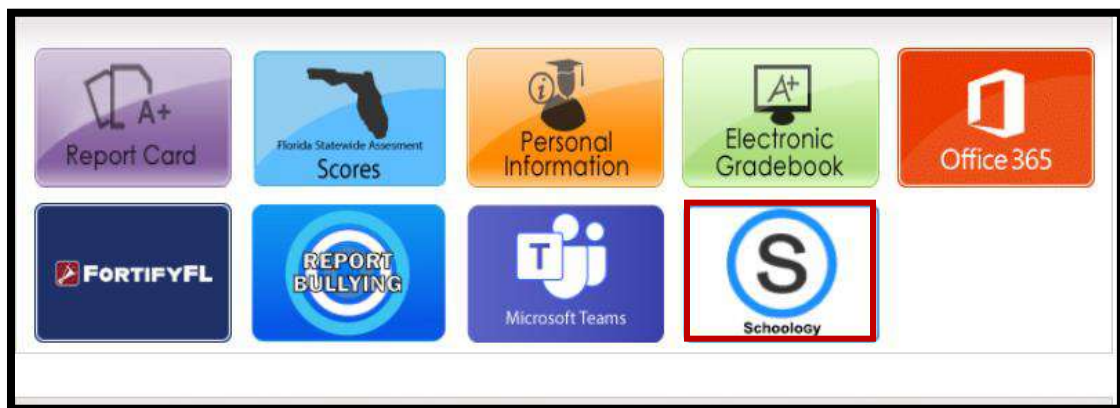 A+
Report Card
Florida Statewide Assesment
Scores
i
Personal
Information
A+
Electronic
Gradebook
Office 365
FORTIFYFL
REPORT
BULLYING
T
Microsoft Teams
S
Schoology